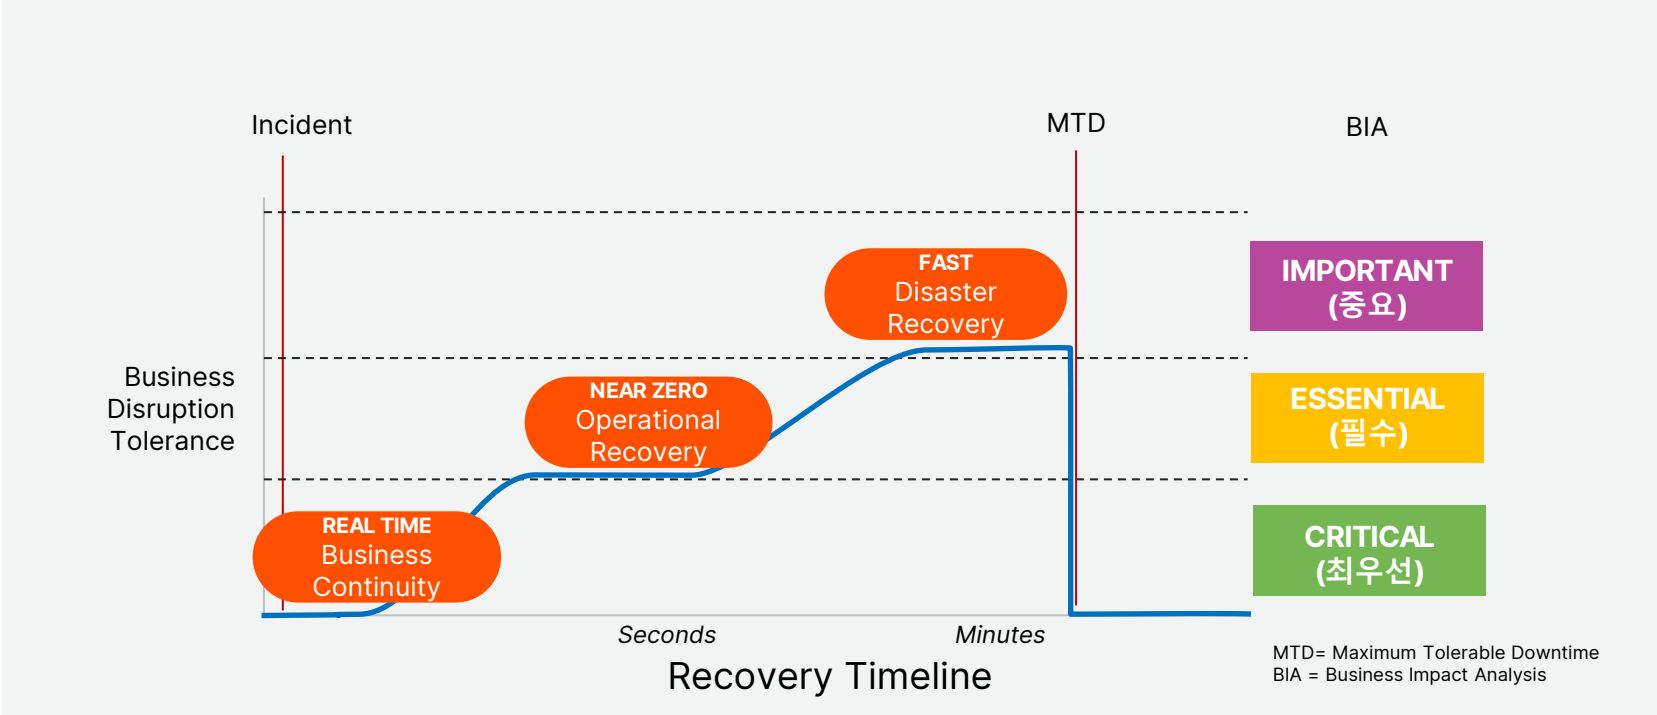 Incident
MTD
BIA
FAST
Disaster
Recovery
IMPORTANT
(중요)
Business
Disruption
Tolerance
NEAR ZERO
Operational
Recovery
ESSENTIAL
(필수)
REAL TIME
Business
Continuity
CRITICAL
(최우선)
Seconds
Minutes
Recovery Timeline
MTD= Maximum Tolerable Downtime
BIA = Business Impact Analysis